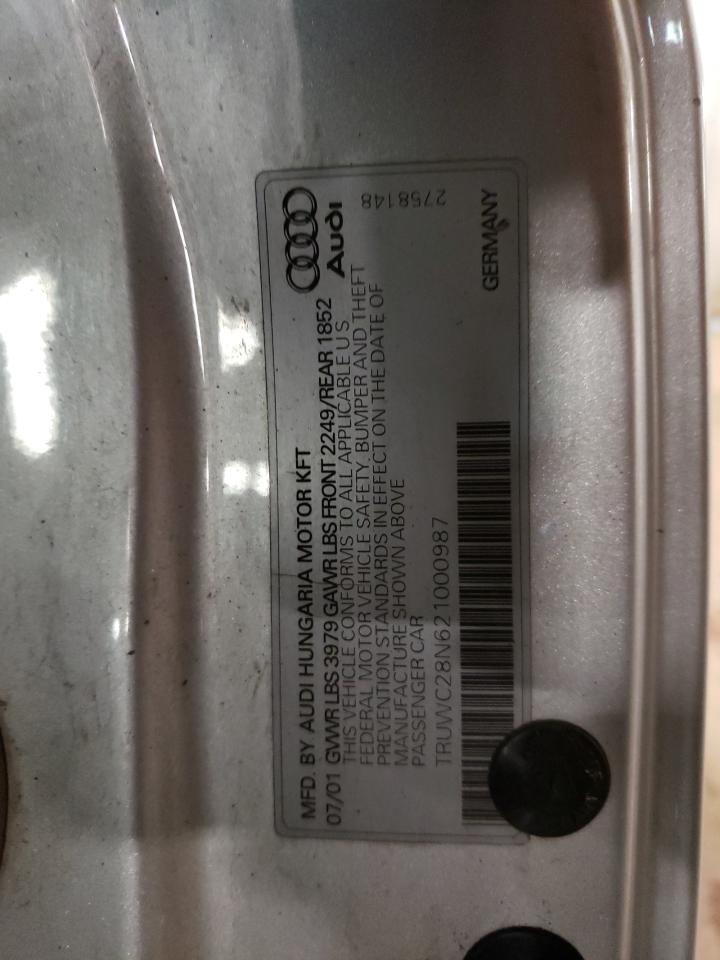 MFD. BY AUDI HUNGARIA MOTOR KFT
07/01 GVWR LBS 3979 GAWR LBS FRONT 2249/REAR 1852
THIS VEHICLE CONFORMS TO ALL APPLICABLE U S
FEDERAL MOTOR VEHICLE SAFETY. BUMPER AND THEFT
PREVENTION STANDARDS IN EFFECT ON THE DATE OF
MANUFACTURE SHOWN ABOVE
PASSENGER CAR
TRUWC28N621000987
Audi
2758148
GERMANY